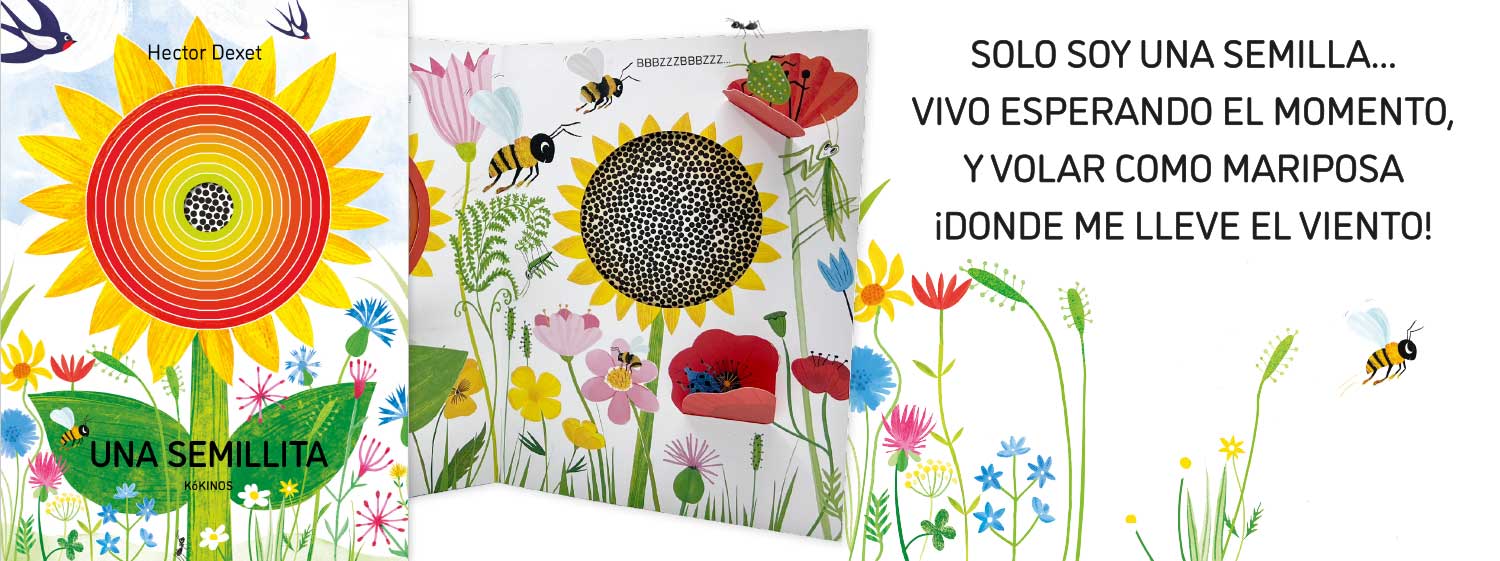 Hector Dexet
UNA SEMILLITA
KóKINOS
BBBZZZBBBZZZ...
SOLO SOY UNA SEMILLA...
VIVO ESPERANDO EL MOMENTO,
Y VOLAR COMO MARIPOSA
¡DONDE ME LLEVE EL VIENTO!